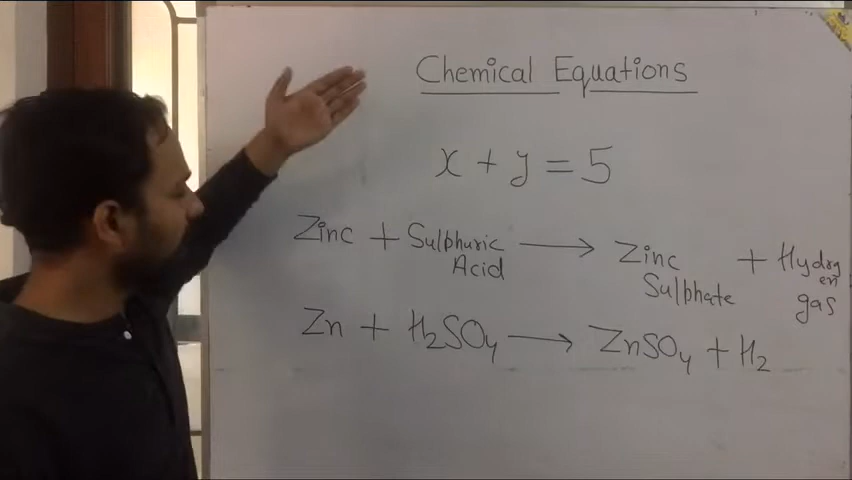 Chemical Equations
x + y = 5
Zinc + Sulphuric Acid → Zinc Sulphate + Hydrogen gas
Zn + H₂SO₄ → ZnSO₄ + H₂